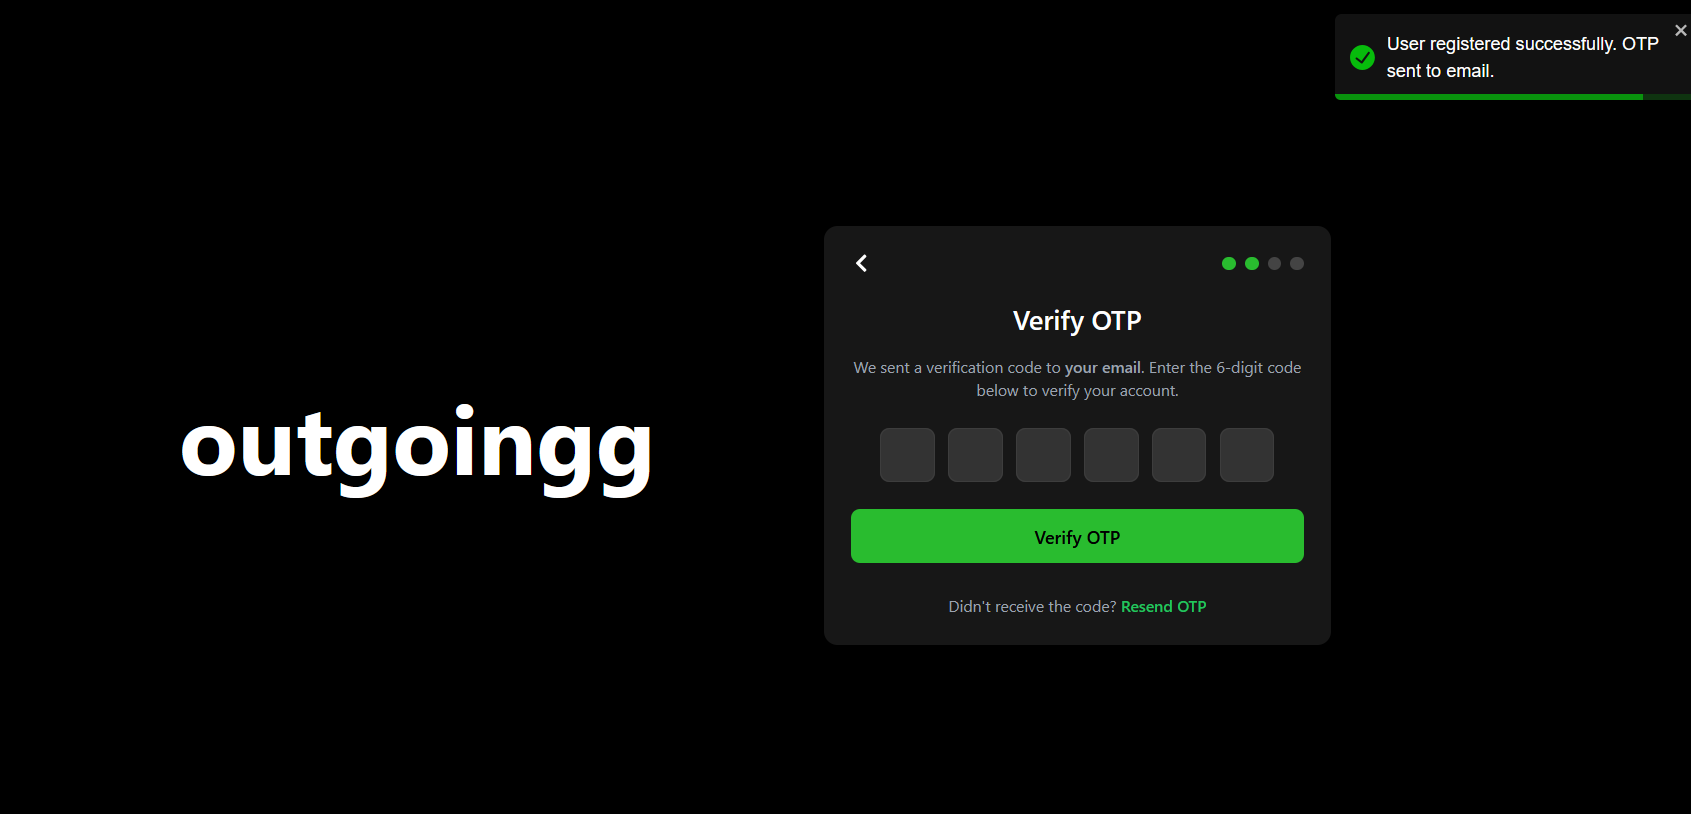 User registered successfully. OTP
sent to email.
Verify OTP
We sent a verification code to your email. Enter the 6-digit code
below to verify your account.
outgoingg
Verify OTP
Didn't receive the code? Resend OTP